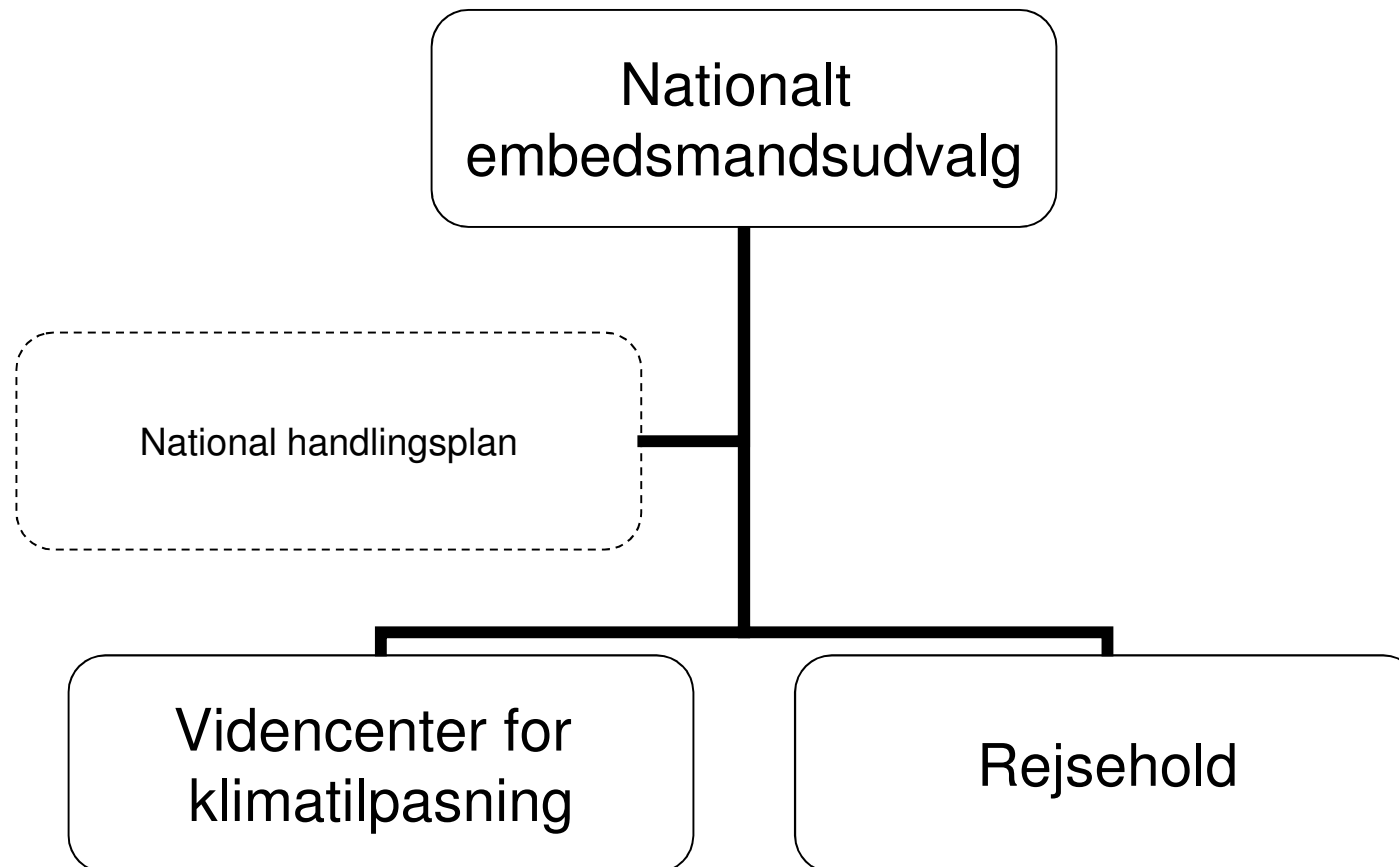 Nationalt
embedsmandsudvalg
National handlingsplan
Videncenter for
klimatilpasning
Rejsehold